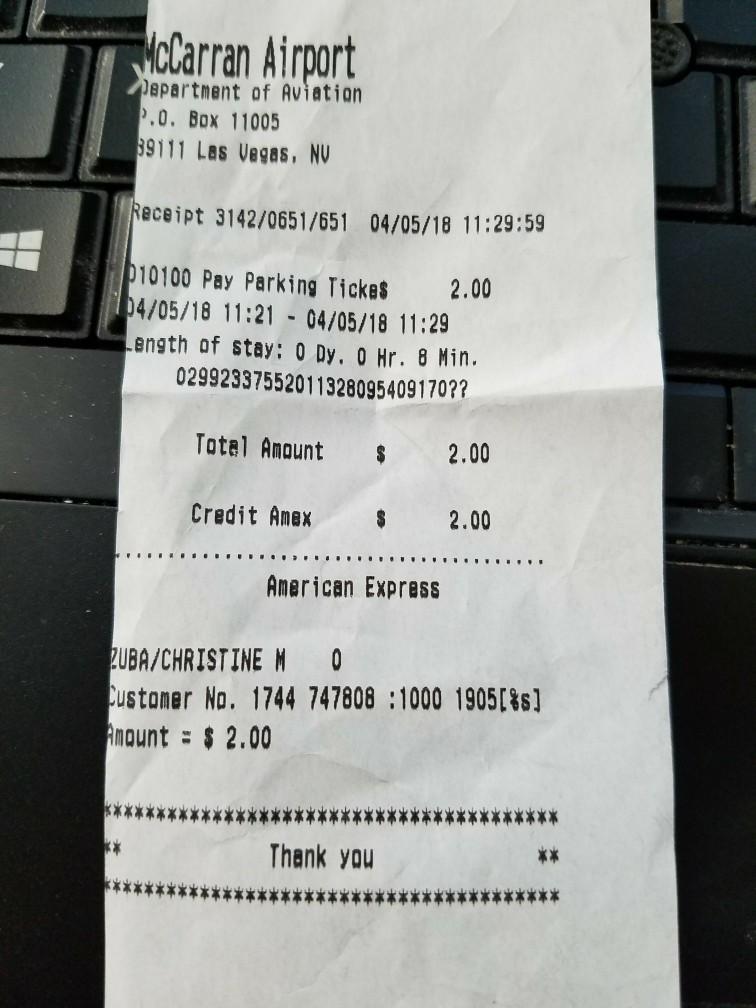 McCarran Airport
Department of Aviation
P.O. Box 11005
89111 Las Vegas, NV
Receipt 3142/0651/651 04/05/18 11:29:59
010100 Pay Parking Ticke$ 2.00
04/05/18 11:21 - 04/05/18 11:29
Length of stay: 0 Dy. 0 Hr. 8 Min.
02992337552011328095409170??
Total Amount $ 2.00
Credit Amex $ 2.00
American Express
ZUBA/CHRISTINE M 0
Customer No. 1744 747808 :1000 1905[%s]
Amount = $ 2.00
***************************************
** Thank you **
***************************************